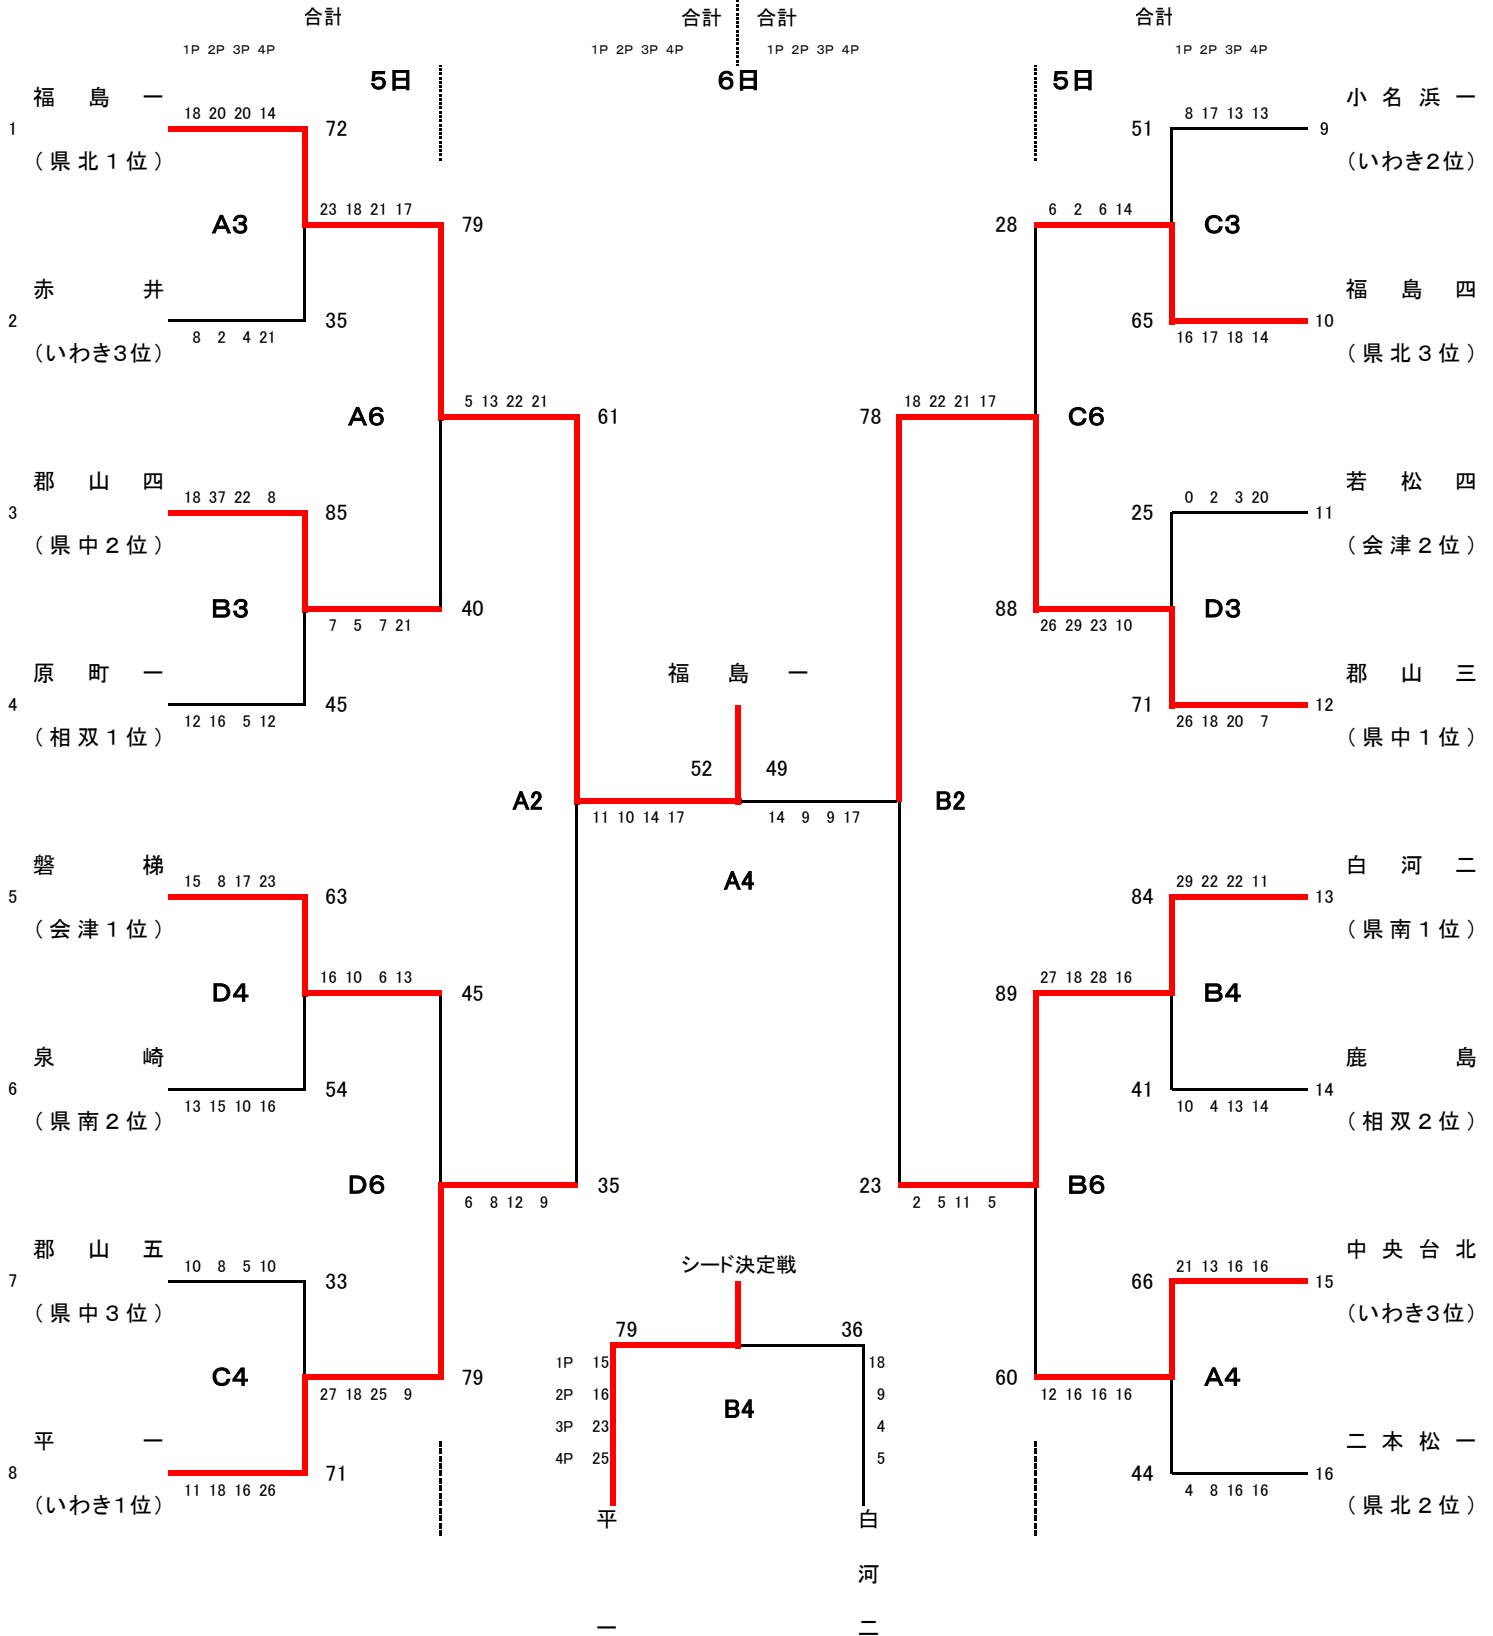 合計 合計 合計 合計
1P 2P 3P 4P 1P 2P 3P 4P 1P 2P 3P 4P 1P 2P 3P 4P
5日 6日 5日
福島一 18 20 20 14 8 17 13 13 小名浜一
1 72 51 9
(県北1位) (いわき2位)
23 18 21 17 6 2 6 14
A3 79 28 C3
赤井 福島四
2 35 65 10
8 2 4 21 16 17 18 14
(いわき3位) (県北3位)
5 13 22 21 18 22 21 17
A6 61 78 C6
郡山四 若松四
18 37 22 8 0 2 3 20
3 85 25 11
(県中2位) (会津2位)
B3 40 88 D3
7 5 7 21 26 29 23 10
原町一 福島一 郡山三
4 45 71 12
12 16 5 12 26 18 20 7
(相双1位) (県中1位)
52 49
A2 B2
11 10 14 17 14 9 9 17
磐梯 白河二
15 8 17 23 A4 29 22 22 11
5 63 84 13
(会津1位) (県南1位)
16 10 6 13 27 18 28 16
D4 45 89 B4
泉崎 鹿島
6 54 41 14
13 15 10 16 10 4 13 14
(県南2位) (相双2位)
D6 35 23 B6
6 8 12 9 2 5 11 5
郡山五 シード決定戦 中央台北
10 8 5 10 21 13 16 16
7 33 66 15
(県中3位) (いわき3位)
79 36
1P 15 18
C4 79 60 A4
27 18 25 9 2P 16 9 12 16 16 16
B4
3P 23 4
平一 二本松一
4P 25 5
8 71 44 16
11 18 16 26 4 8 16 16
(いわき1位) (県北2位)
平一 白河二